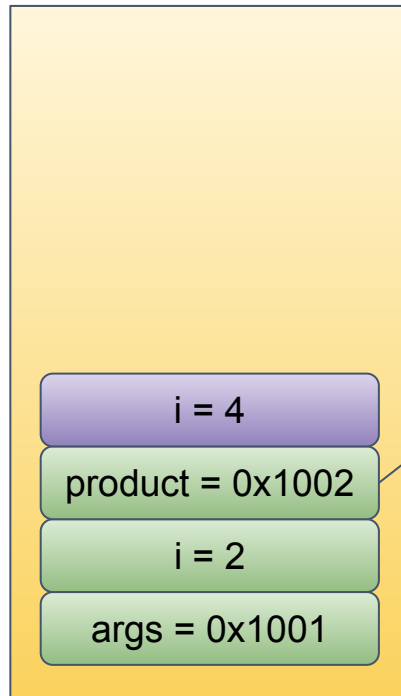 i = 4
product = 0x1002
i = 2
args = 0x1001